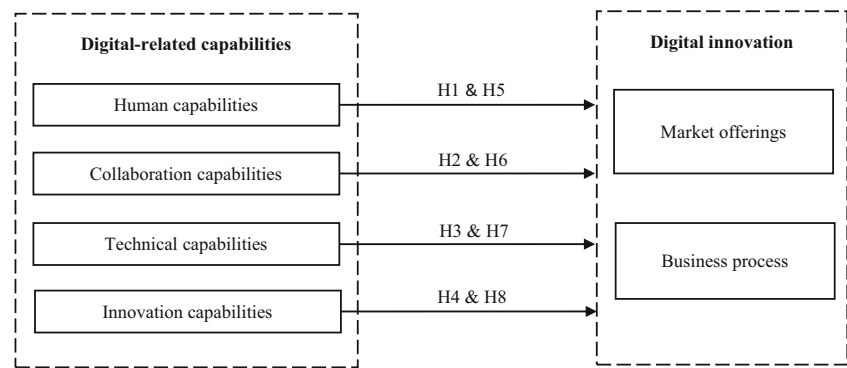 Digital-related capabilities
Human capabilities
Collaboration capabilities
Technical capabilities
Innovation capabilities
H1 & H5
H2 & H6
H3 & H7
H4 & H8
Digital innovation
Market offerings
Business process